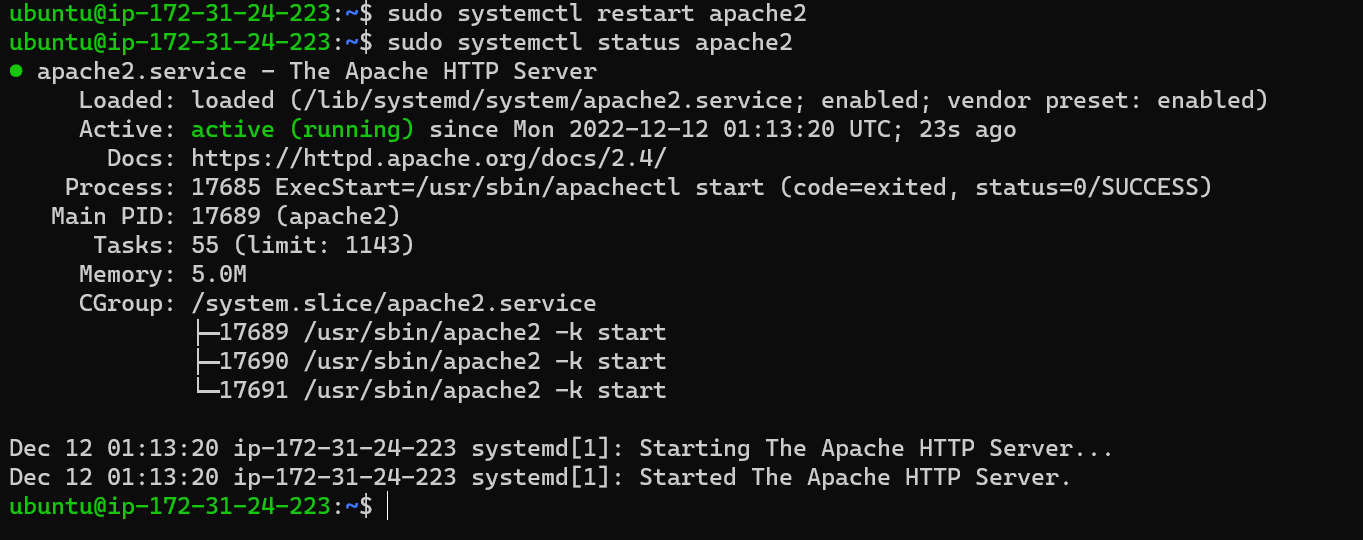 ubuntu@ip-172-31-24-223:~$ sudo systemctl restart apache2
ubuntu@ip-172-31-24-223:~$ sudo systemctl status apache2
● apache2.service - The Apache HTTP Server
     Loaded: loaded (/lib/systemd/system/apache2.service; enabled; vendor preset: enabled)
     Active: active (running) since Mon 2022-12-12 01:13:20 UTC; 23s ago
       Docs: https://httpd.apache.org/docs/2.4/
    Process: 17685 ExecStart=/usr/sbin/apachectl start (code=exited, status=0/SUCCESS)
   Main PID: 17689 (apache2)
      Tasks: 55 (limit: 1143)
     Memory: 5.0M
     CGroup: /system.slice/apache2.service
             ├─17689 /usr/sbin/apache2 -k start
             ├─17690 /usr/sbin/apache2 -k start
             └─17691 /usr/sbin/apache2 -k start

Dec 12 01:13:20 ip-172-31-24-223 systemd[1]: Starting The Apache HTTP Server...
Dec 12 01:13:20 ip-172-31-24-223 systemd[1]: Started The Apache HTTP Server.
ubuntu@ip-172-31-24-223:~$